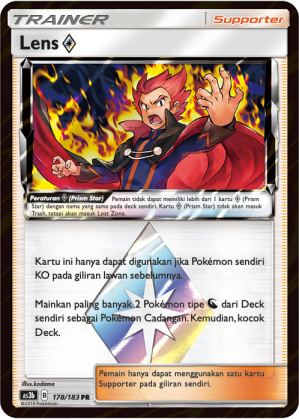 TRAINER
Supporter
Lens
Peraturan (Prism Star)
Pemain tidak dapat memiliki lebih dari 1 kartu (Prism
Star) dengan nama yang sama pada deck sendiri. Kartu (Prism Star) tidak akan masuk
Trash, tetapi akan masuk Lost Zone.
Kartu ini hanya dapat digunakan jika Pokémon sendiri
KO pada giliran lawan sebelumnya.
Mainkan paling banyak 2 Pokémon tipe dari Deck
sendiri sebagai Pokémon Cadangan. Kemudian, kocok
Deck.
Illus.kodama
AS3b D 178/183 PR
©2019 Pokémon
Pemain hanya dapat menggunakan satu kartu
Supporter pada giliran sendiri.